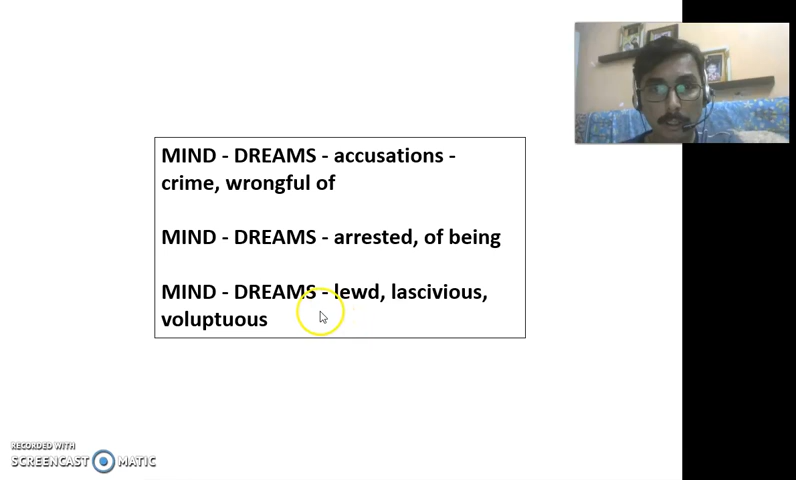 MIND - DREAMS - accusations -
crime, wrongful of
MIND - DREAMS - arrested, of being
MIND - DREAMS - lewd, lascivious,
voluptuous
RECORDED WITH
SCREENCAST MATIC